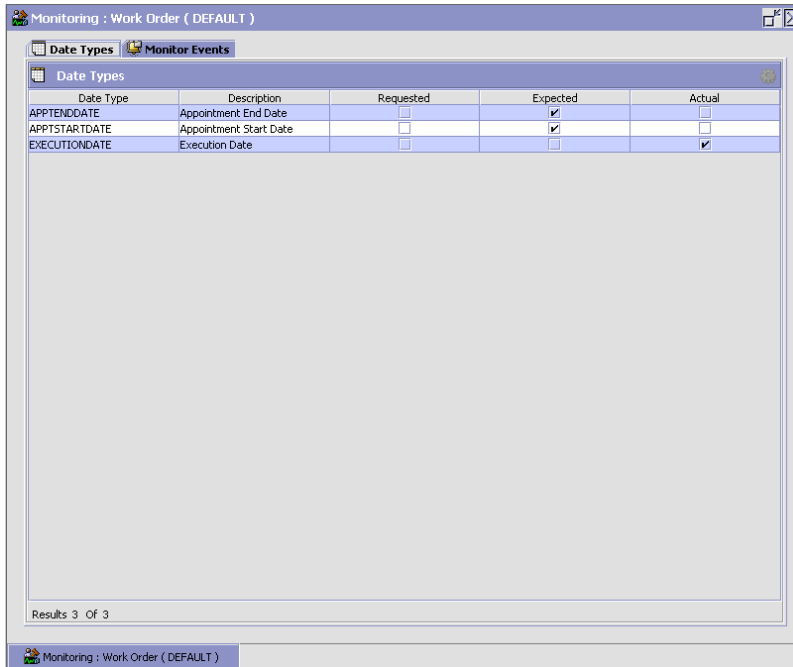 Monitoring : Work Order ( DEFAULT )
Date Types Monitor Events
Date Types
Date Type Description Requested Expected Actual
APPTENDDATE Appointment End Date
APPTSTARTDATE Appointment Start Date
EXECUTIONDATE Execution Date
Results 3 Of 3
Monitoring : Work Order ( DEFAULT )